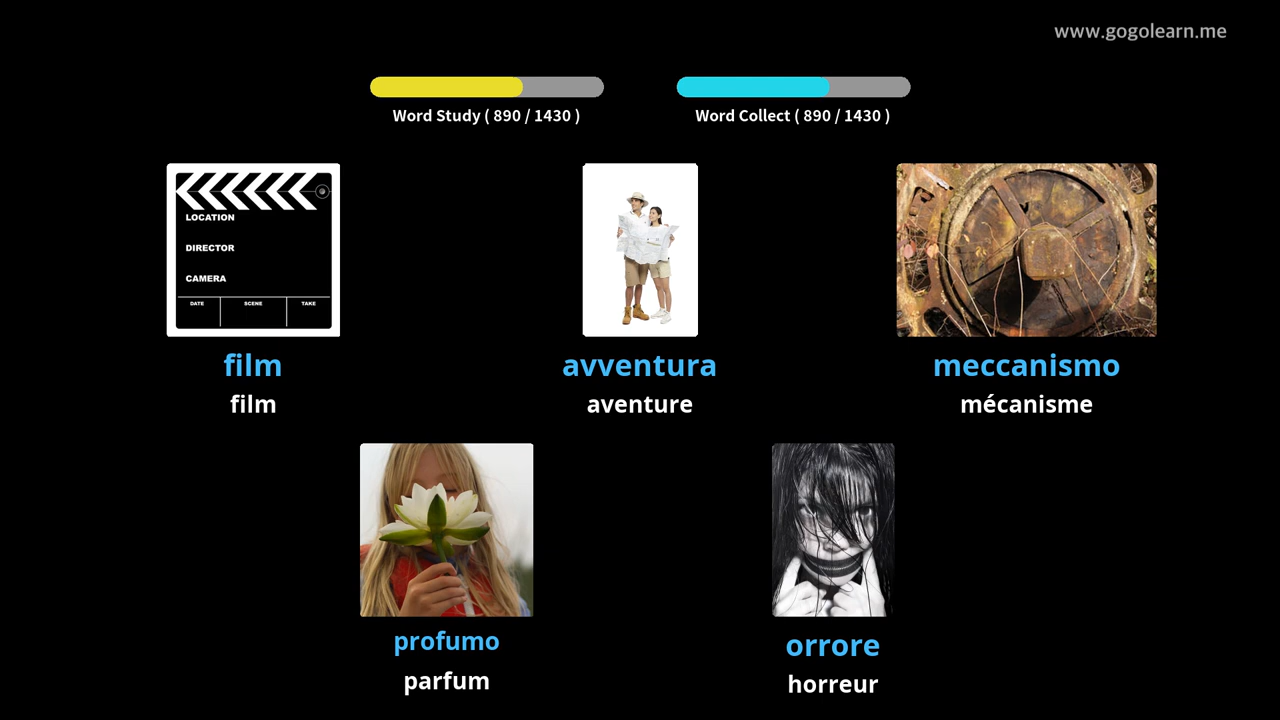 www.gogolearn.me
Word Study ( 890 / 1430 )
Word Collect ( 890 / 1430 )
LOCATION
DIRECTOR
CAMERA
DATE SCENE TAKE
film
film
avventura
aventure
meccanismo
mécanisme
profumo
parfum
orrore
horreur